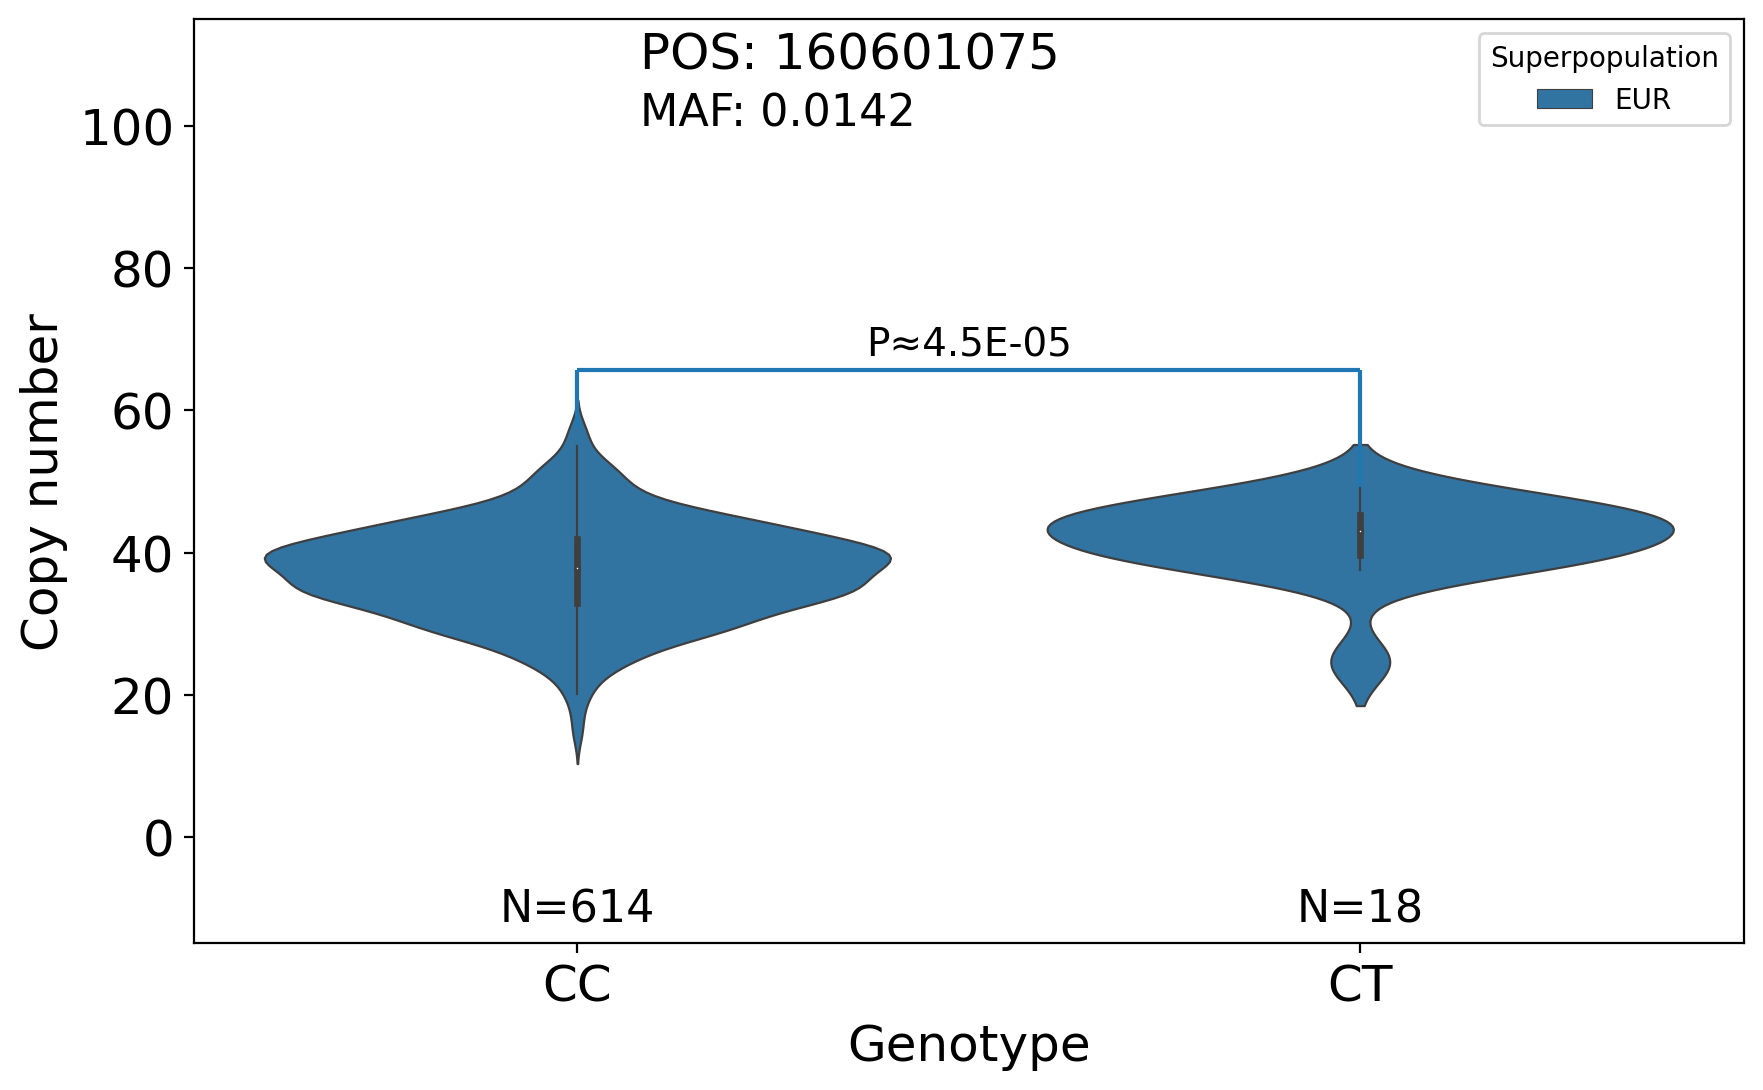 POS: 160601075
MAF: 0.0142
Superpopulation
EUR
100
80
60
40
20
0
Copy number
P≈4.5E-05
N=614
N=18
CC
CT
Genotype